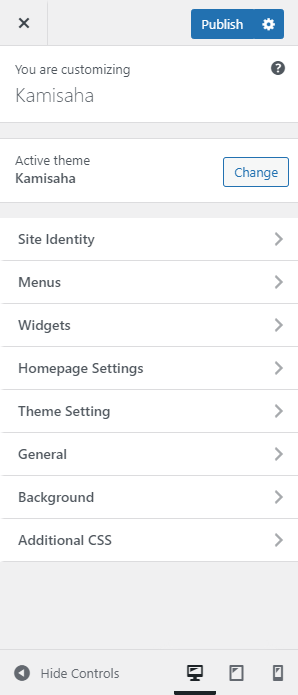 Publish
You are customizing
Kamisaha
Active theme
Kamisaha
Change
Site Identity
Menus
Widgets
Homepage Settings
Theme Setting
General
Background
Additional CSS
Hide Controls